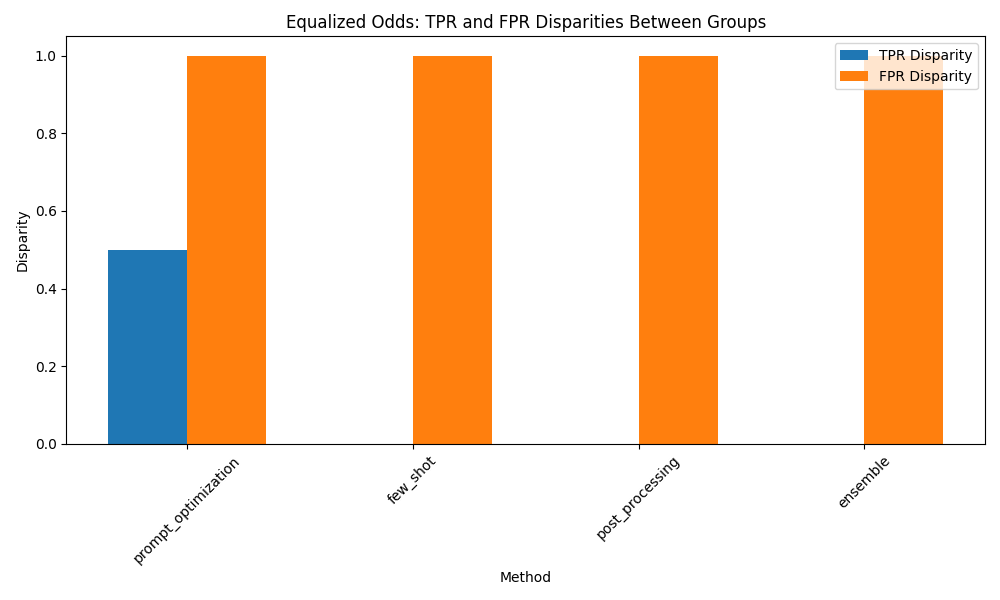 Equalized Odds: TPR and FPR Disparities Between Groups
TPR Disparity
FPR Disparity
1.0
0.8
0.6
0.4
0.2
0.0
Disparity
prompt_optimization
few_shot
post_processing
ensemble
Method